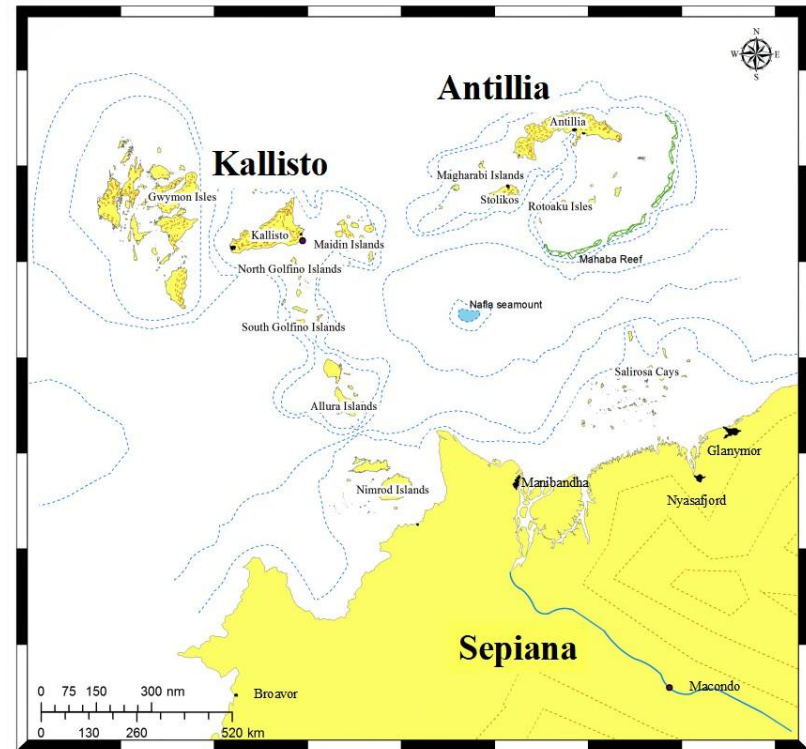 N
W E
S
Antillia
Antillia
Kallisto
Magharabi Islands
Gwymon Isles
Stolikos
Rotoaku Isles
Kallisto
Maidin Islands
Mahaba Reef
North Golfino Islands
Nafla seamount
South Golfino Islands
Salirosa Cays
Allura Islands
Glanymor
Manibandha
Nimrod Islands
Nyasafjord
Sepiana
Macondo
Broavor
0 75 150 300 nm
0 130 260 520 km